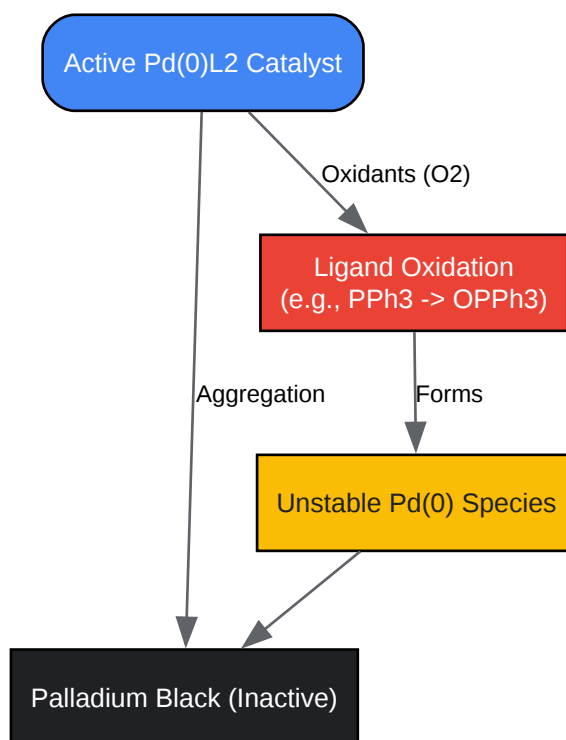 Active Pd(0)L2 Catalyst
Oxidants (O2)
Ligand Oxidation
(e.g., PPh3 -> OPPh3)
Aggregation
Forms
Unstable Pd(0) Species
Palladium Black (Inactive)